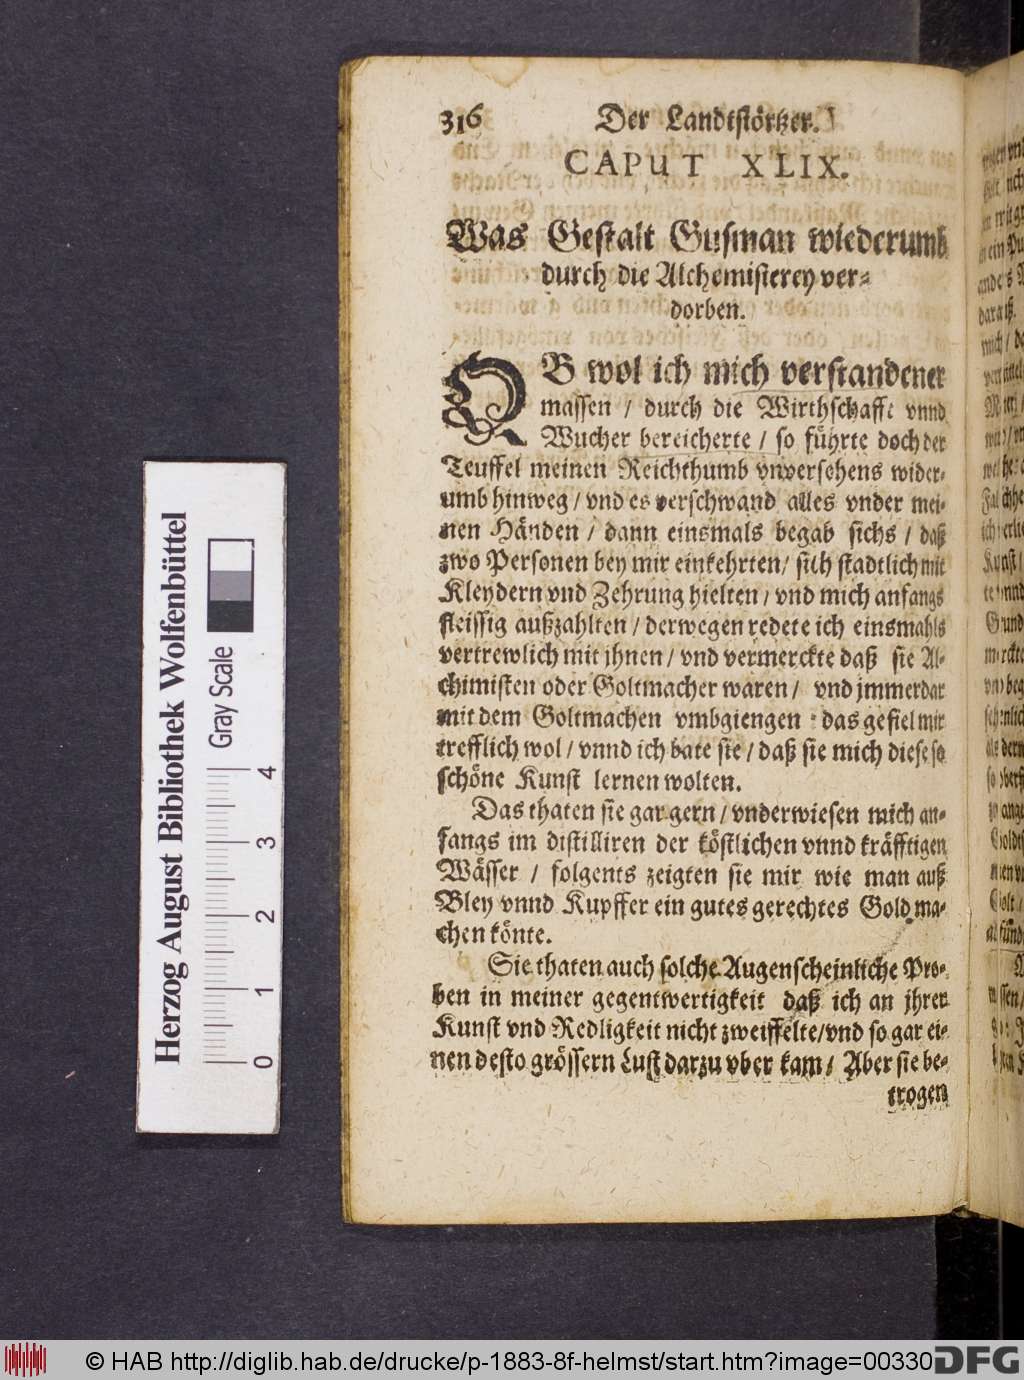 316 Der Landtstörtzer.
CAPUT XLIX.
Was Gestalt Gusman wiederumb
durch die Alchemisterey ver-
dorben.
OB wol ich mich verstandener
massen / durch die Wirthschafft vnnd
Wucher bereicherte / so führte doch der
Teuffel meinen Reichthumb vnversehens wider-
umb hinweg / vnd es verschwand alles vnder mei-
nen Händen / dann einsmals begab sichs / daß
zwo Personen bey mir einkehrten / sich stadtlich mit
Kleydern vnd Zehrung hielten / vnd mich anfangs
fleissig außzahlten / derwegen redete ich einsmahls
vertrewlich mit jhnen / vnd vermerckte daß sie Al-
chimisten oder Goltmacher waren / vnd jmmerdar
mit dem Goltmachen vmbgiengen : das gefiel mir
trefflich wol / vnnd ich bate sie / daß sie mich diese so
schöne Kunst lernen wolten.
Das thaten sie gar gern / vnderwiesen mich an-
fangs im distilliren der köstlichen vnnd kräfftigen
Wässer / folgents zeigten sie mir wie man auß
Bley vnnd Kupffer ein gutes gerechtes Gold ma-
chen könte.
Sie thaten auch solche Augenscheinliche Pro-
ben in meiner gegentwertigkeit daß ich an jhrer
Kunst vnd Redligkeit nicht zweiffelte / vnd so gar ei-
nen desto grössern Lust darzu vber kam / Aber sie be-
trogen
Herzog August Bibliothek Wolfenbüttel
Gray Scale
0 1 2 3 4
© HAB http://diglib.hab.de/drucke/p-1883-8f-helmst/start.htm?image=00330
DFG